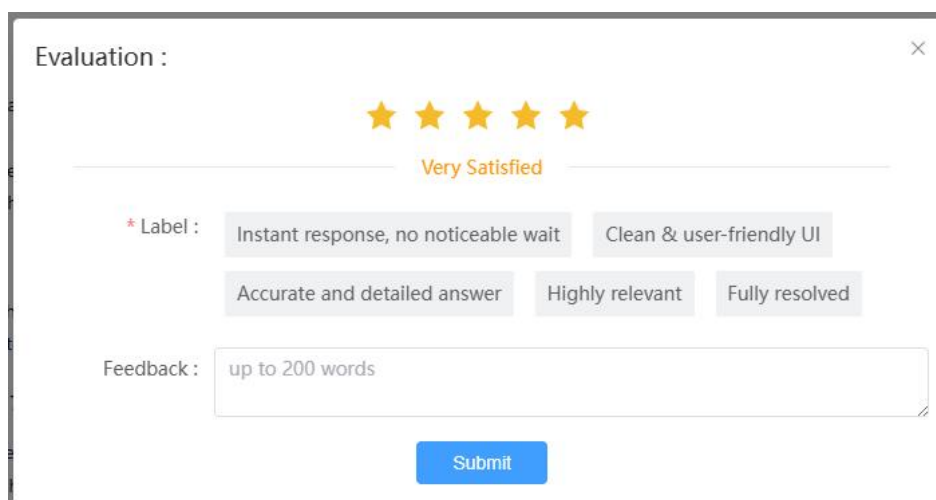 Evaluation :
Very Satisfied
* Label :
Instant response, no noticeable wait
Clean & user-friendly UI
Accurate and detailed answer
Highly relevant
Fully resolved
Feedback :
up to 200 words
Submit